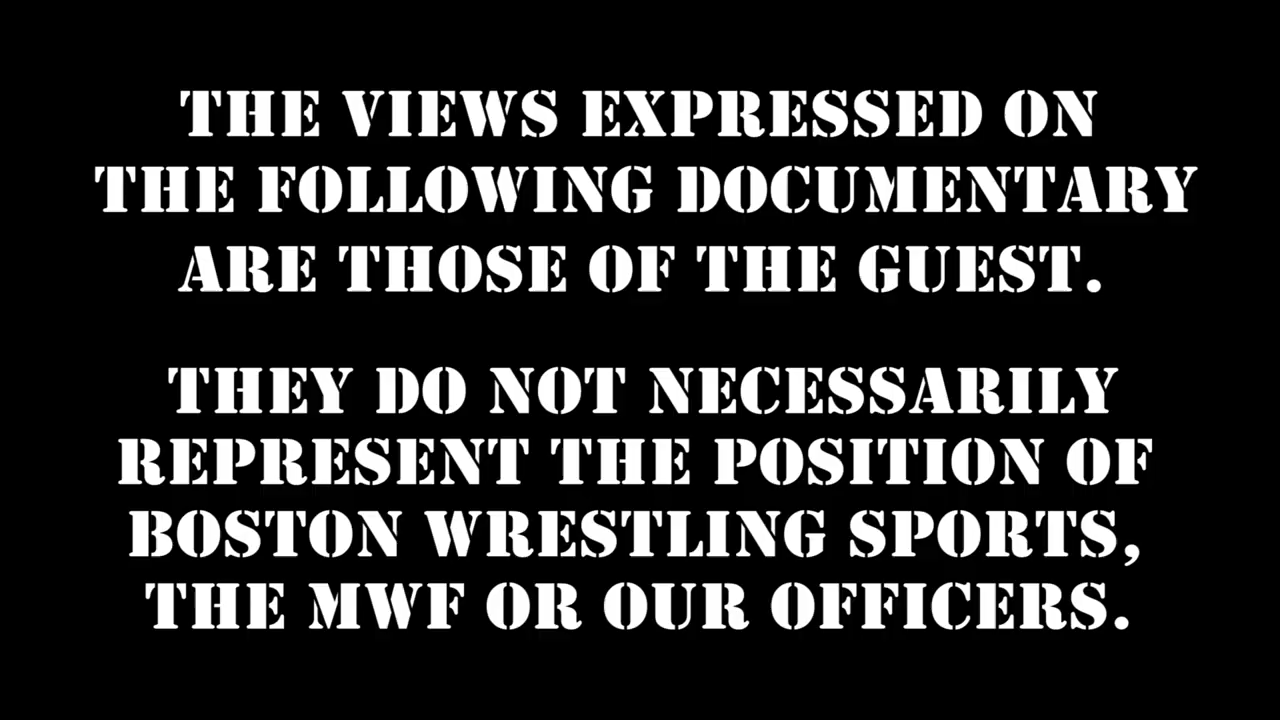 THE VIEWS EXPRESSED ON
THE FOLLOWING DOCUMENTARY
ARE THOSE OF THE GUEST.
THEY DO NOT NECESSARILY
REPRESENT THE POSITION OF
BOSTON WRESTLING SPORTS,
THE MWF OR OUR OFFICERS.